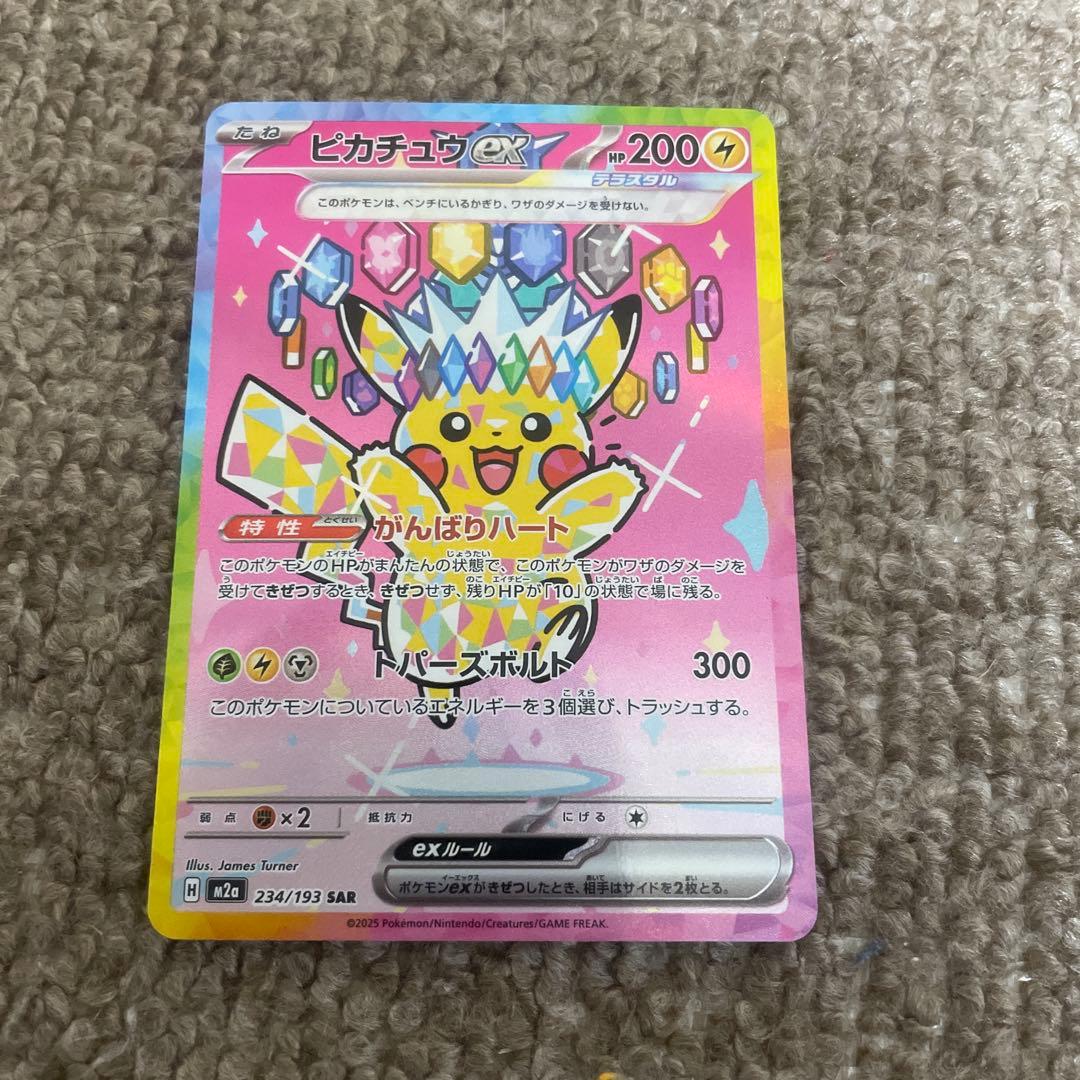 たね ピカチュウex HP200
テラスタル
このポケモンは、ベンチにいるかぎり、ワザのダメージを受けない。
特性 とくせい がんばりハート
このポケモンのHPがまんたんの状態で、このポケモンがワザのダメージを
受けてきぜつするとき、きぜつせず、残りHPが「10」の状態で場に残る。
トパーズボルト 300
このポケモンについているエネルギーを3個選び、トラッシュする。
弱点 ×2 抵抗力 にげる
exルール
ポケモンexがきぜつしたとき、相手はサイドを2枚とる。
Illus. James Turner
H M2a 234/193 SAR
©2025 Pokémon/Nintendo/Creatures/GAME FREAK.